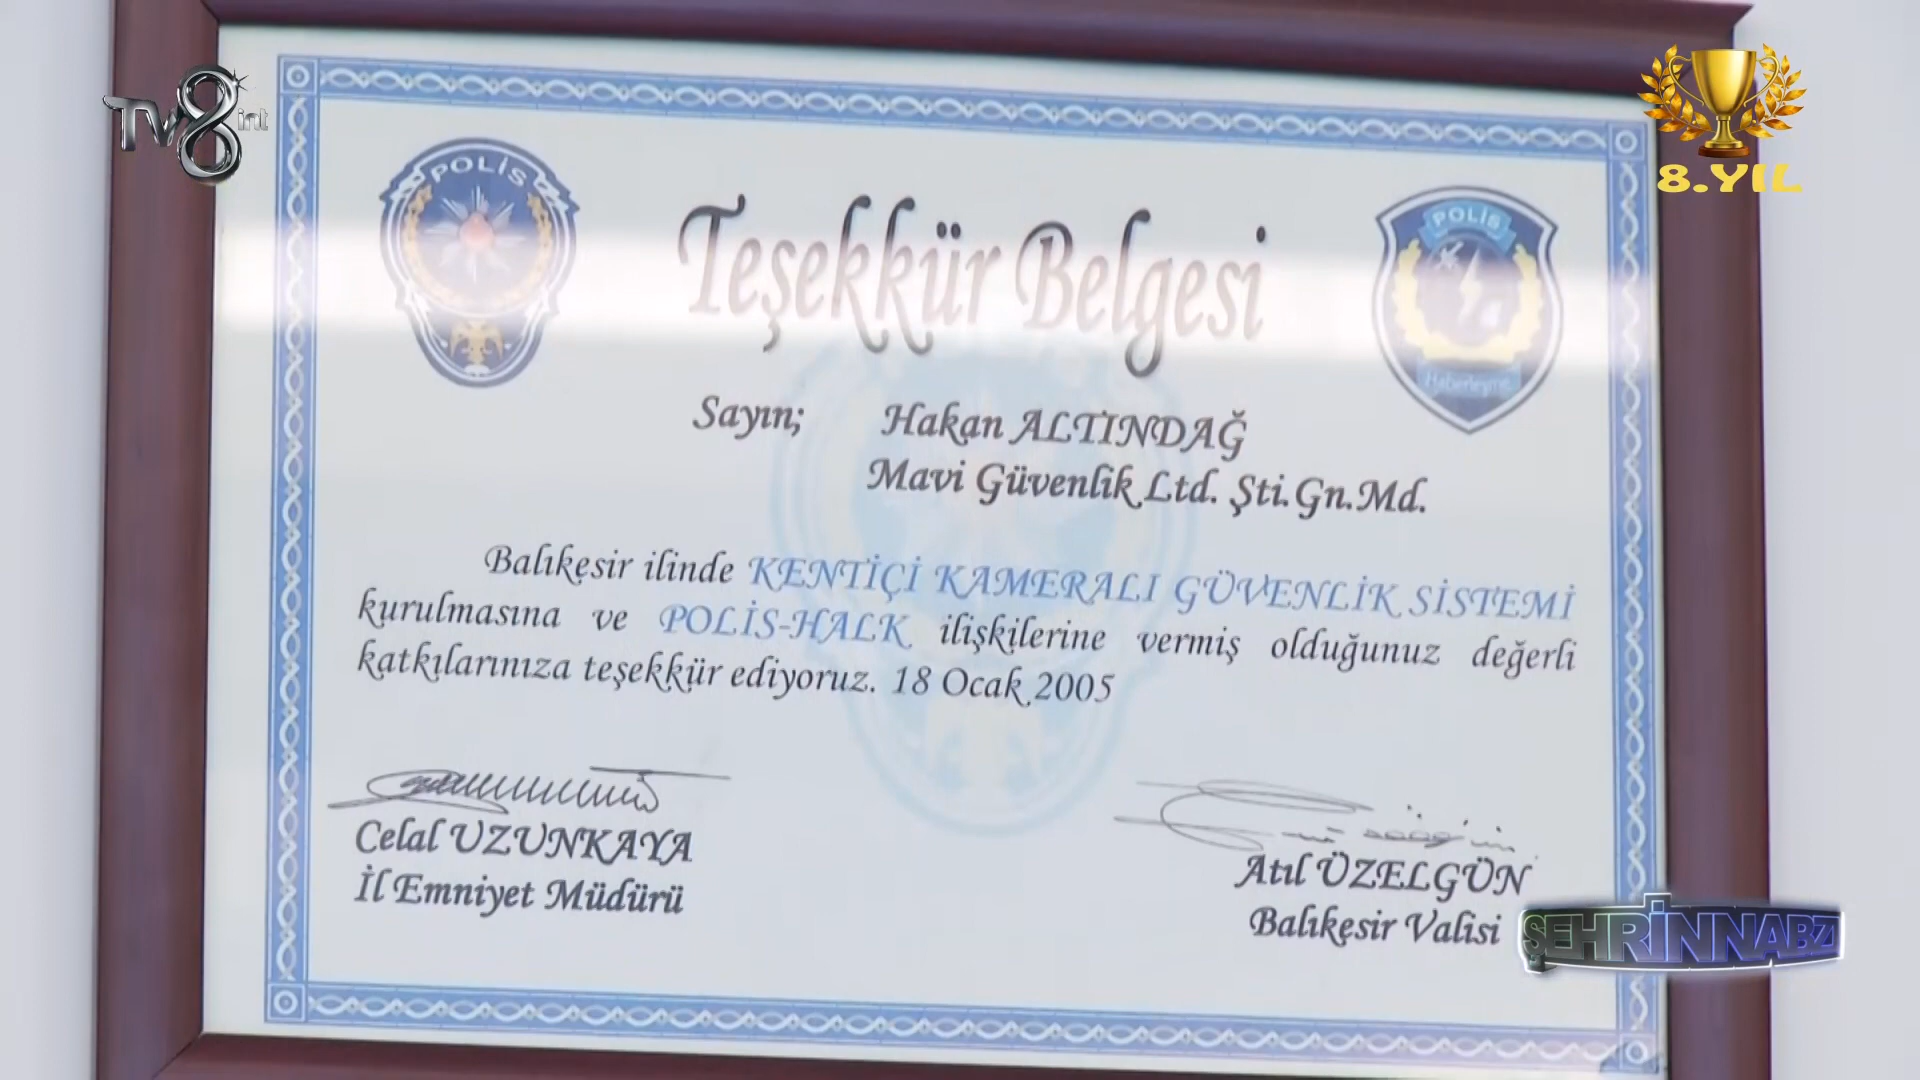 TV8int
8.YIL
POLİS
POLİS
Haberleşme
Teşekkür Belgesi
Sayın; Hakan ALTINDAĞ
Mavi Güvenlik Ltd. Şti.Gn.Md.
Balıkesir ilinde KENTİÇİ KAMERALI GÜVENLİK SİSTEMİ
kurulmasına ve POLİS-HALK ilişkilerine vermiş olduğunuz değerli
katkılarınıza teşekkür ediyoruz. 18 Ocak 2005
Celal UZUNKAYA
İl Emniyet Müdürü
Atıl ÜZELGÜN
Balıkesir Valisi
ŞEHRİNNABZI